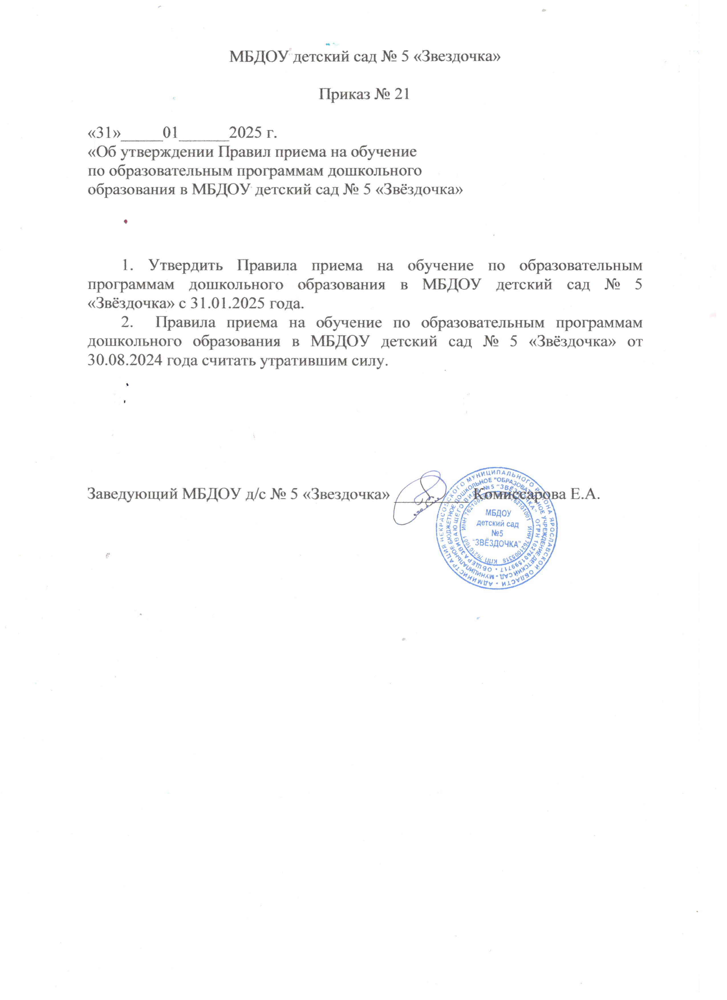 МБДОУ детский сад № 5 «Звездочка»
Приказ № 21
«31»_____01______2025 г.
«Об утверждении Правил приема на обучение
по образовательным программам дошкольного
образования в МБДОУ детский сад № 5 «Звёздочка»
1. Утвердить Правила приема на обучение по образовательным
программам дошкольного образования в МБДОУ детский сад № 5
«Звёздочка» с 31.01.2025 года.
2. Правила приема на обучение по образовательным программам
дошкольного образования в МБДОУ детский сад № 5 «Звёздочка» от
30.08.2024 года считать утратившим силу.
Заведующий МБДОУ д/с № 5 «Звездочка» _________ Комиссарова Е.А.
АДМИНИСТРАЦИЯ НЕКРАСОВСКОГО МУНИЦИПАЛЬНОГО РАЙОНА ЯРОСЛАВСКОЙ ОБЛАСТИ •
МУНИЦИПАЛЬНОЕ БЮДЖЕТНОЕ ДОШКОЛЬНОЕ "ОБРАЗОВАТЕЛЬНОЕ УЧРЕЖДЕНИЕ ДЕТСКИЙ САД •
ОБЩЕРАЗВИВАЮЩЕГО ВИДА №5 "ЗВЁЗДОЧКА" ОГРН 1027601599717 •
ИНН 7621005318 КПП 762101001
МБДОУ
детский сад
№5
"ЗВЁЗДОЧКА"